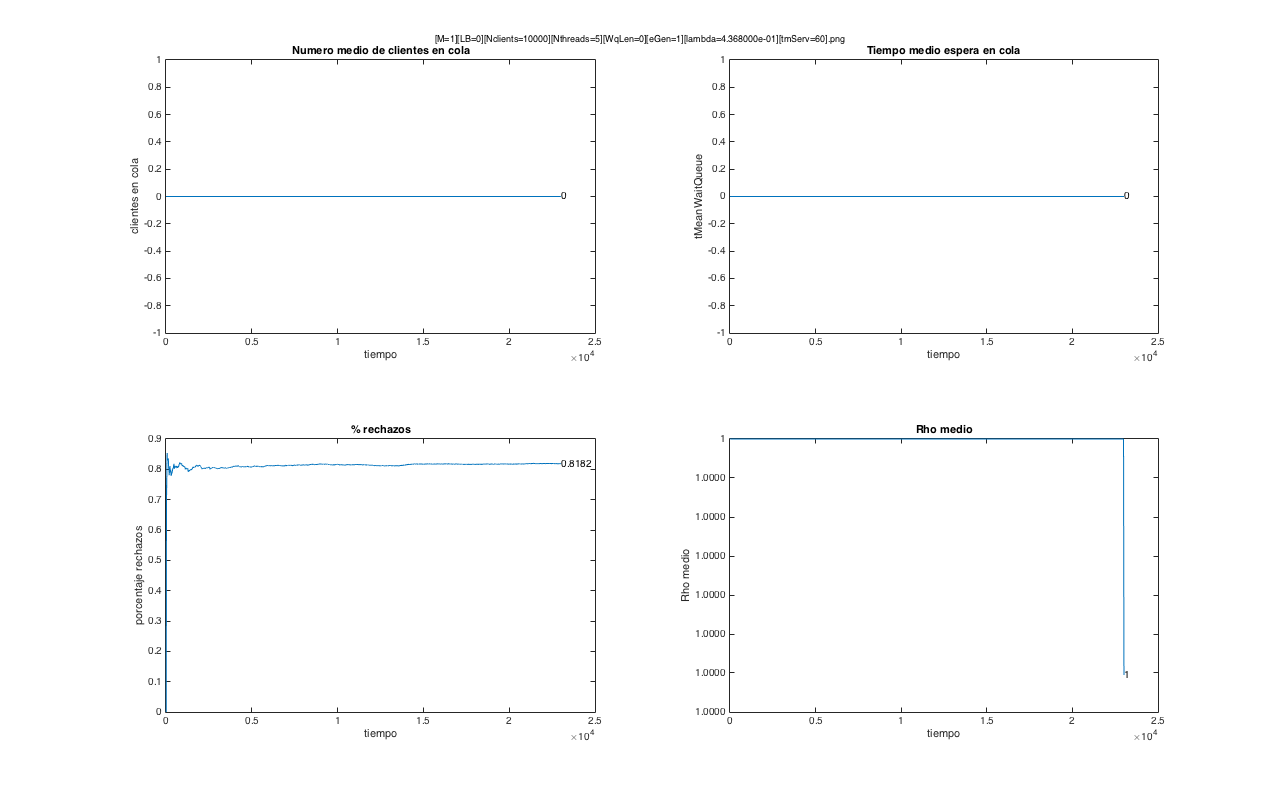 [M=1][LB=0][Nclients=10000][Nthreads=5][WqLen=0][eGen=1][lambda=4.368000e-01][tmServ=60].png
Numero medio de clientes en cola
1
0.8
0.6
0.4
0.2
0
-0.2
-0.4
-0.6
-0.8
-1
clientes en cola
0
0 0.5 1 1.5 2 2.5
tiempo
×10^4
Tiempo medio espera en cola
1
0.8
0.6
0.4
0.2
0
-0.2
-0.4
-0.6
-0.8
-1
tMeanWaitQueue
0
0 0.5 1 1.5 2 2.5
tiempo
×10^4
% rechazos
0.9
0.8
0.7
0.6
0.5
0.4
0.3
0.2
0.1
0
porcentaje rechazos
0.8182
0 0.5 1 1.5 2 2.5
tiempo
×10^4
Rho medio
1
1.0000
1.0000
1.0000
1.0000
1.0000
1.0000
1.0000
Rho medio
1
0 0.5 1 1.5 2 2.5
tiempo
×10^4